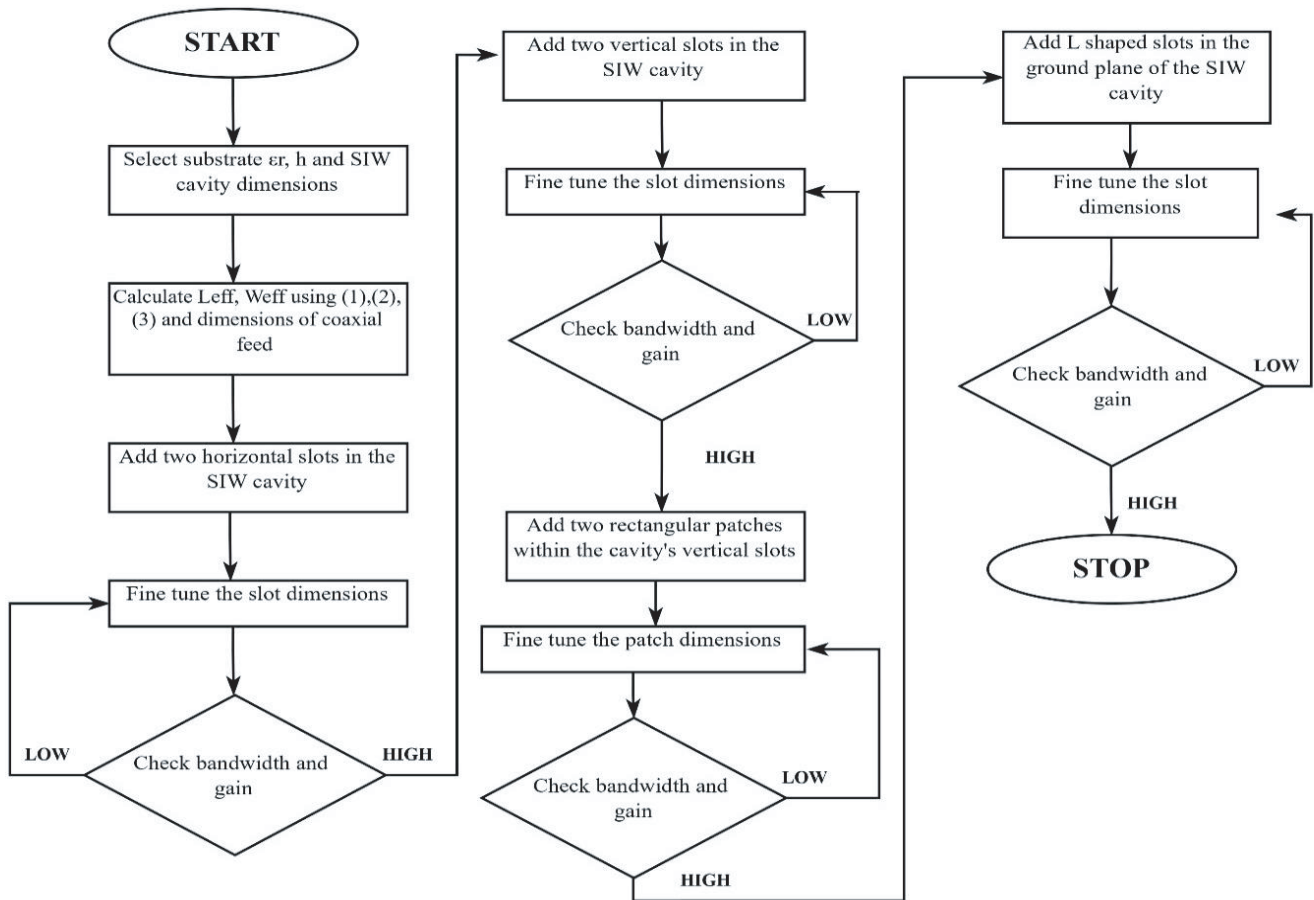 START
Select substrate εr, h and SIW
cavity dimensions
Calculate Leff, Weff using (1),(2),
(3) and dimensions of coaxial
feed
Add two horizontal slots in the
SIW cavity
Fine tune the slot dimensions
LOW
Check bandwidth and
gain
HIGH
Add two vertical slots in the
SIW cavity
Fine tune the slot dimensions
Check bandwidth and
gain
LOW
HIGH
Add two rectangular patches
within the cavity's vertical slots
Fine tune the patch dimensions
Check bandwidth and
gain
LOW
HIGH
Add L shaped slots in the
ground plane of the SIW
cavity
Fine tune the slot
dimensions
Check bandwidth and
gain
LOW
HIGH
STOP